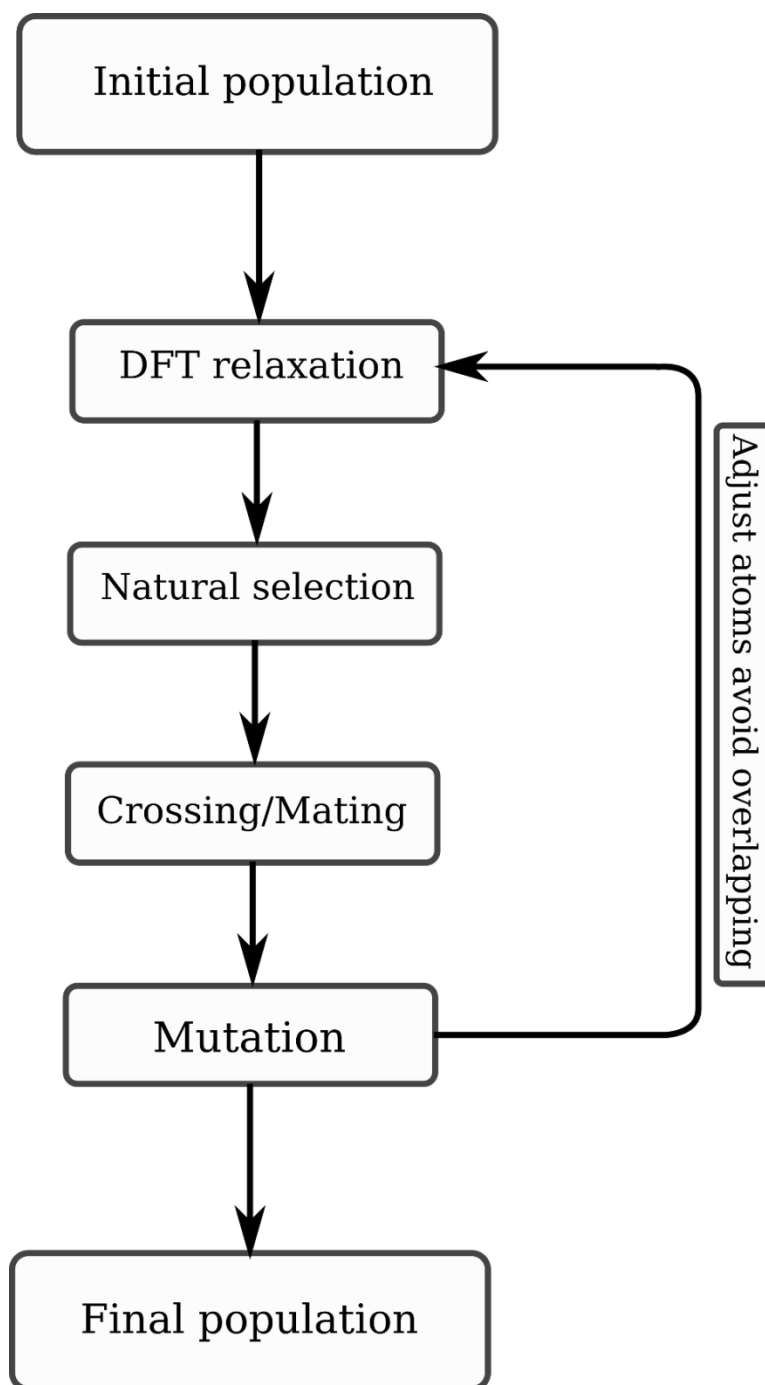 Initial population
DFT relaxation
Natural selection
Crossing/Mating
Mutation
Final population
Adjust atoms avoid overlapping